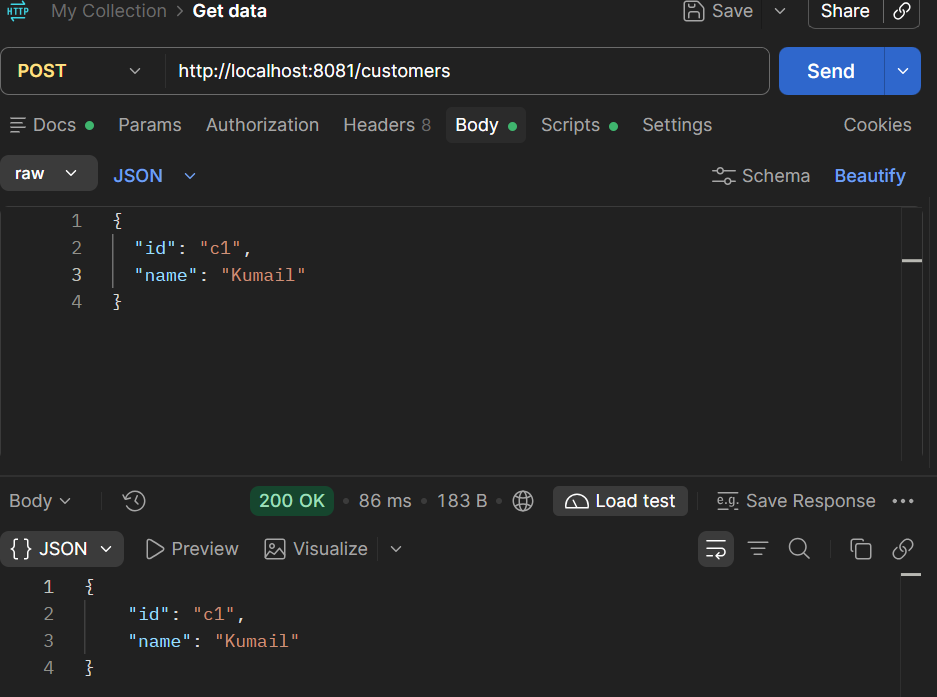 HTTP My Collection > Get data Save Share
POST http://localhost:8081/customers Send
Docs Params Authorization Headers 8 Body Scripts Settings Cookies
raw JSON Schema Beautify
1 {
2 "id": "c1",
3 "name": "Kumail"
4 }
Body 200 OK • 86 ms • 183 B • Load test e.g. Save Response
{} JSON Preview Visualize
1 {
2 "id": "c1",
3 "name": "Kumail"
4 }